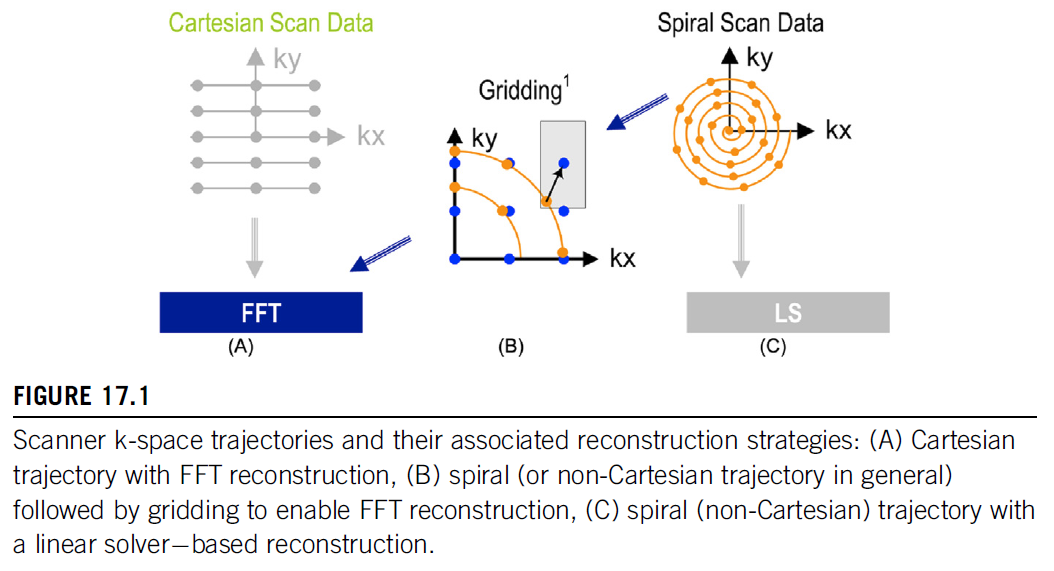 Cartesian Scan Data
ky
kx
FFT
(A)
Gridding1
ky
kx
(B)
Spiral Scan Data
ky
kx
LS
(C)
FIGURE 17.1
Scanner k-space trajectories and their associated reconstruction strategies: (A) Cartesian
trajectory with FFT reconstruction, (B) spiral (or non-Cartesian trajectory in general)
followed by gridding to enable FFT reconstruction, (C) spiral (non-Cartesian) trajectory with
a linear solver−based reconstruction.